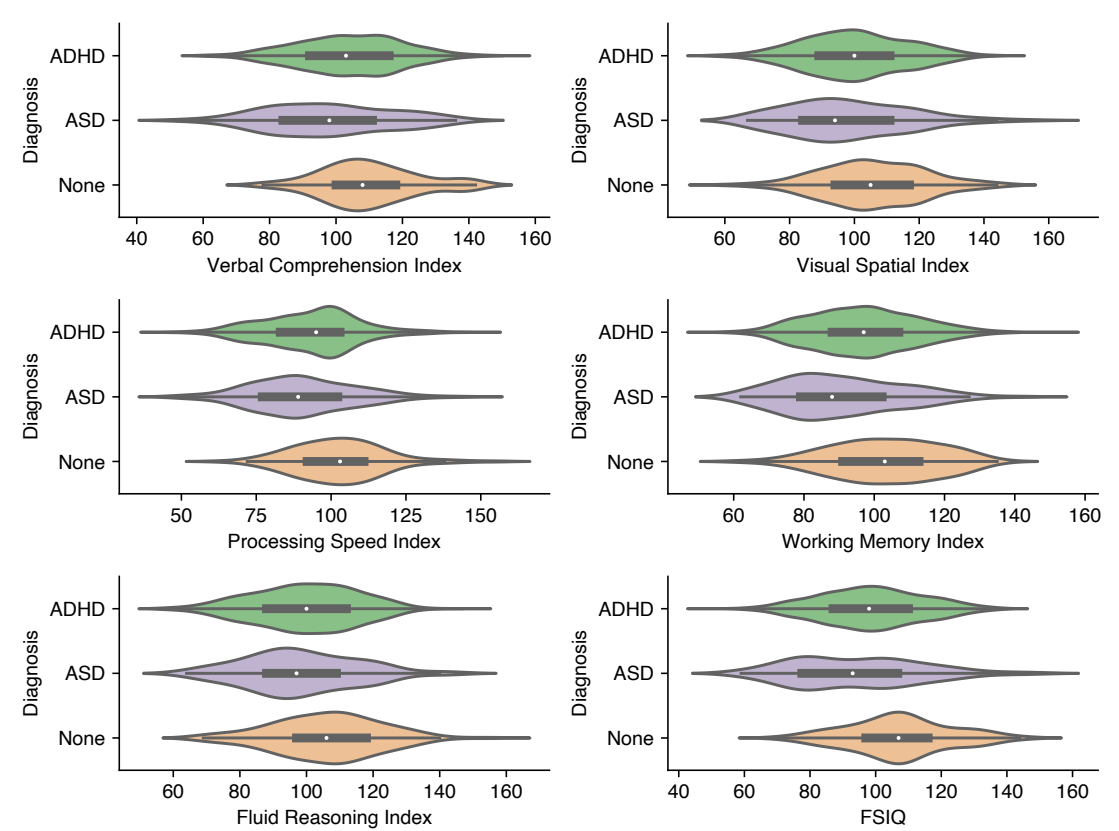 Diagnosis
ADHD
ASD
None
40 60 80 100 120 140 160
Verbal Comprehension Index
Diagnosis
ADHD
ASD
None
60 80 100 120 140 160
Visual Spatial Index
Diagnosis
ADHD
ASD
None
50 75 100 125 150
Processing Speed Index
Diagnosis
ADHD
ASD
None
60 80 100 120 140 160
Working Memory Index
Diagnosis
ADHD
ASD
None
60 80 100 120 140 160
Fluid Reasoning Index
Diagnosis
ADHD
ASD
None
40 60 80 100 120 140 160
FSIQ